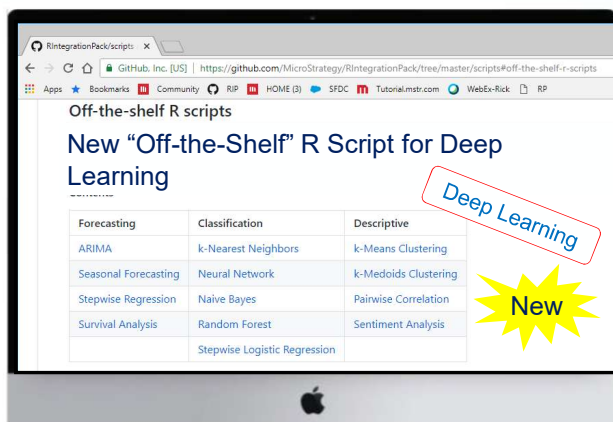 RIntegrationPack/scripts
GitHub, Inc. [US] | https://github.com/MicroStrategy/RIntegrationPack/tree/master/scripts#off-the-shelf-r-scripts
Apps Bookmarks Community RIP HOME (3) SFDC Tutorial.mstr.com WebEx-Rick RP
Off-the-shelf R scripts
New “Off-the-Shelf” R Script for Deep
Learning
Deep Learning
Forecasting Classification Descriptive
ARIMA k-Nearest Neighbors k-Means Clustering
Seasonal Forecasting Neural Network k-Medoids Clustering
Stepwise Regression Naive Bayes Pairwise Correlation
New
Survival Analysis Random Forest Sentiment Analysis
Stepwise Logistic Regression